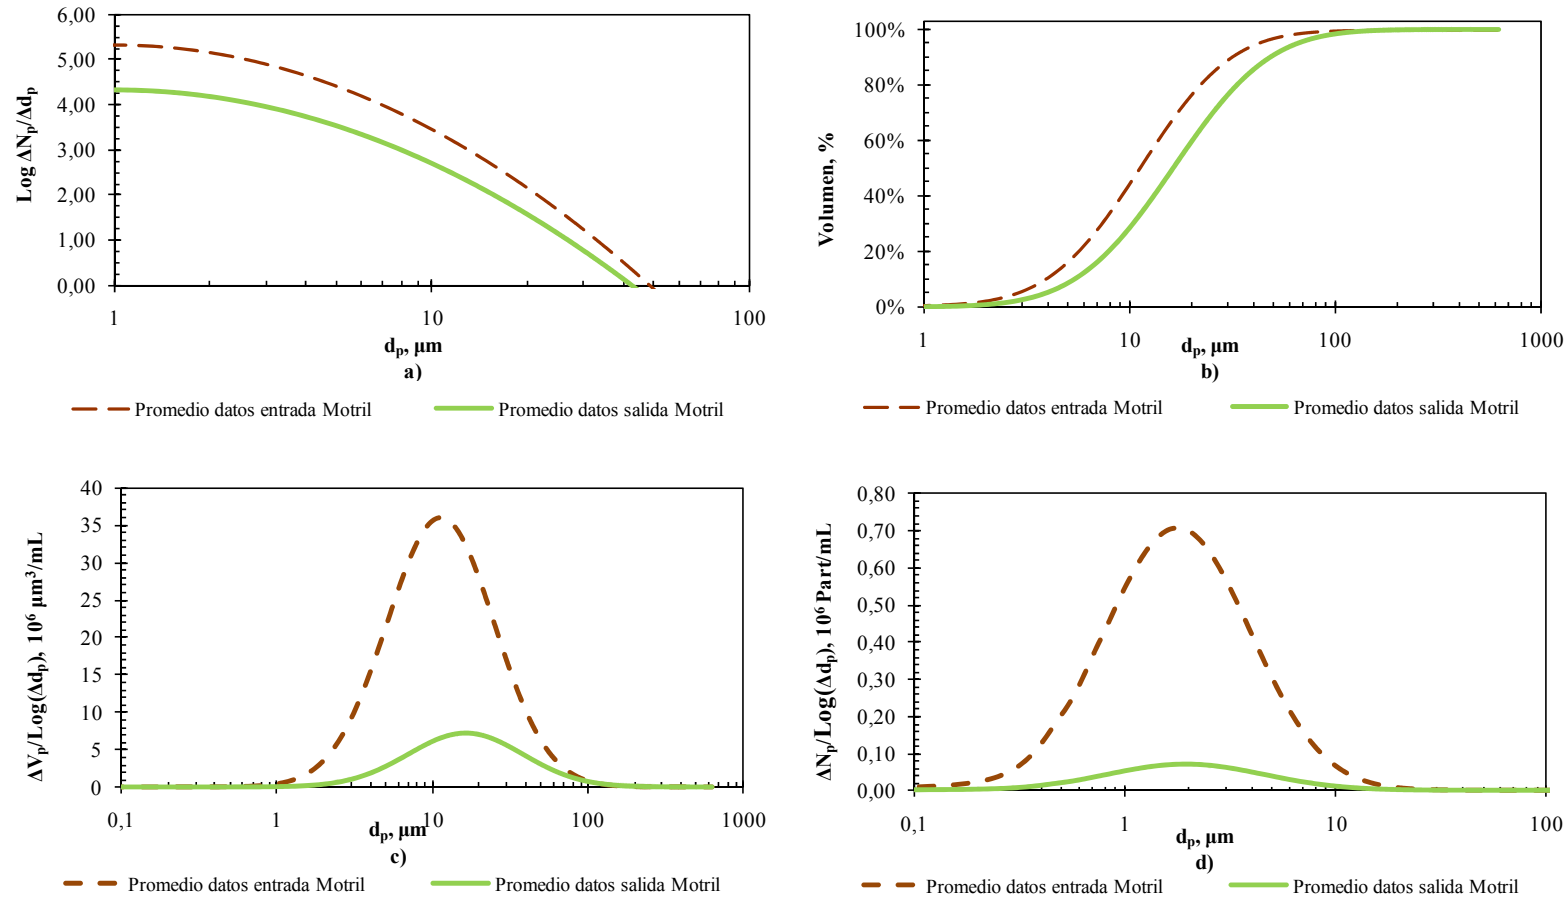 6,00
5,00
4,00
3,00
2,00
1,00
0,00
Log ΔNp/Δdp
1 10 100
dp, μm
a)
Promedio datos entrada Motril Promedio datos salida Motril
100%
80%
60%
40%
20%
0%
Volumen, %
1 10 100 1000
dp, μm
b)
Promedio datos entrada Motril Promedio datos salida Motril
40
35
30
25
20
15
10
5
0
ΔVp/Log(Δdp), 10⁶ μm³/mL
0,1 1 10 100 1000
dp, μm
c)
Promedio datos entrada Motril Promedio datos salida Motril
0,80
0,70
0,60
0,50
0,40
0,30
0,20
0,10
0,00
ΔNp/Log(Δdp), 10⁶ Part/mL
0,1 1 10 100
dp, μm
d)
Promedio datos entrada Motril Promedio datos salida Motril